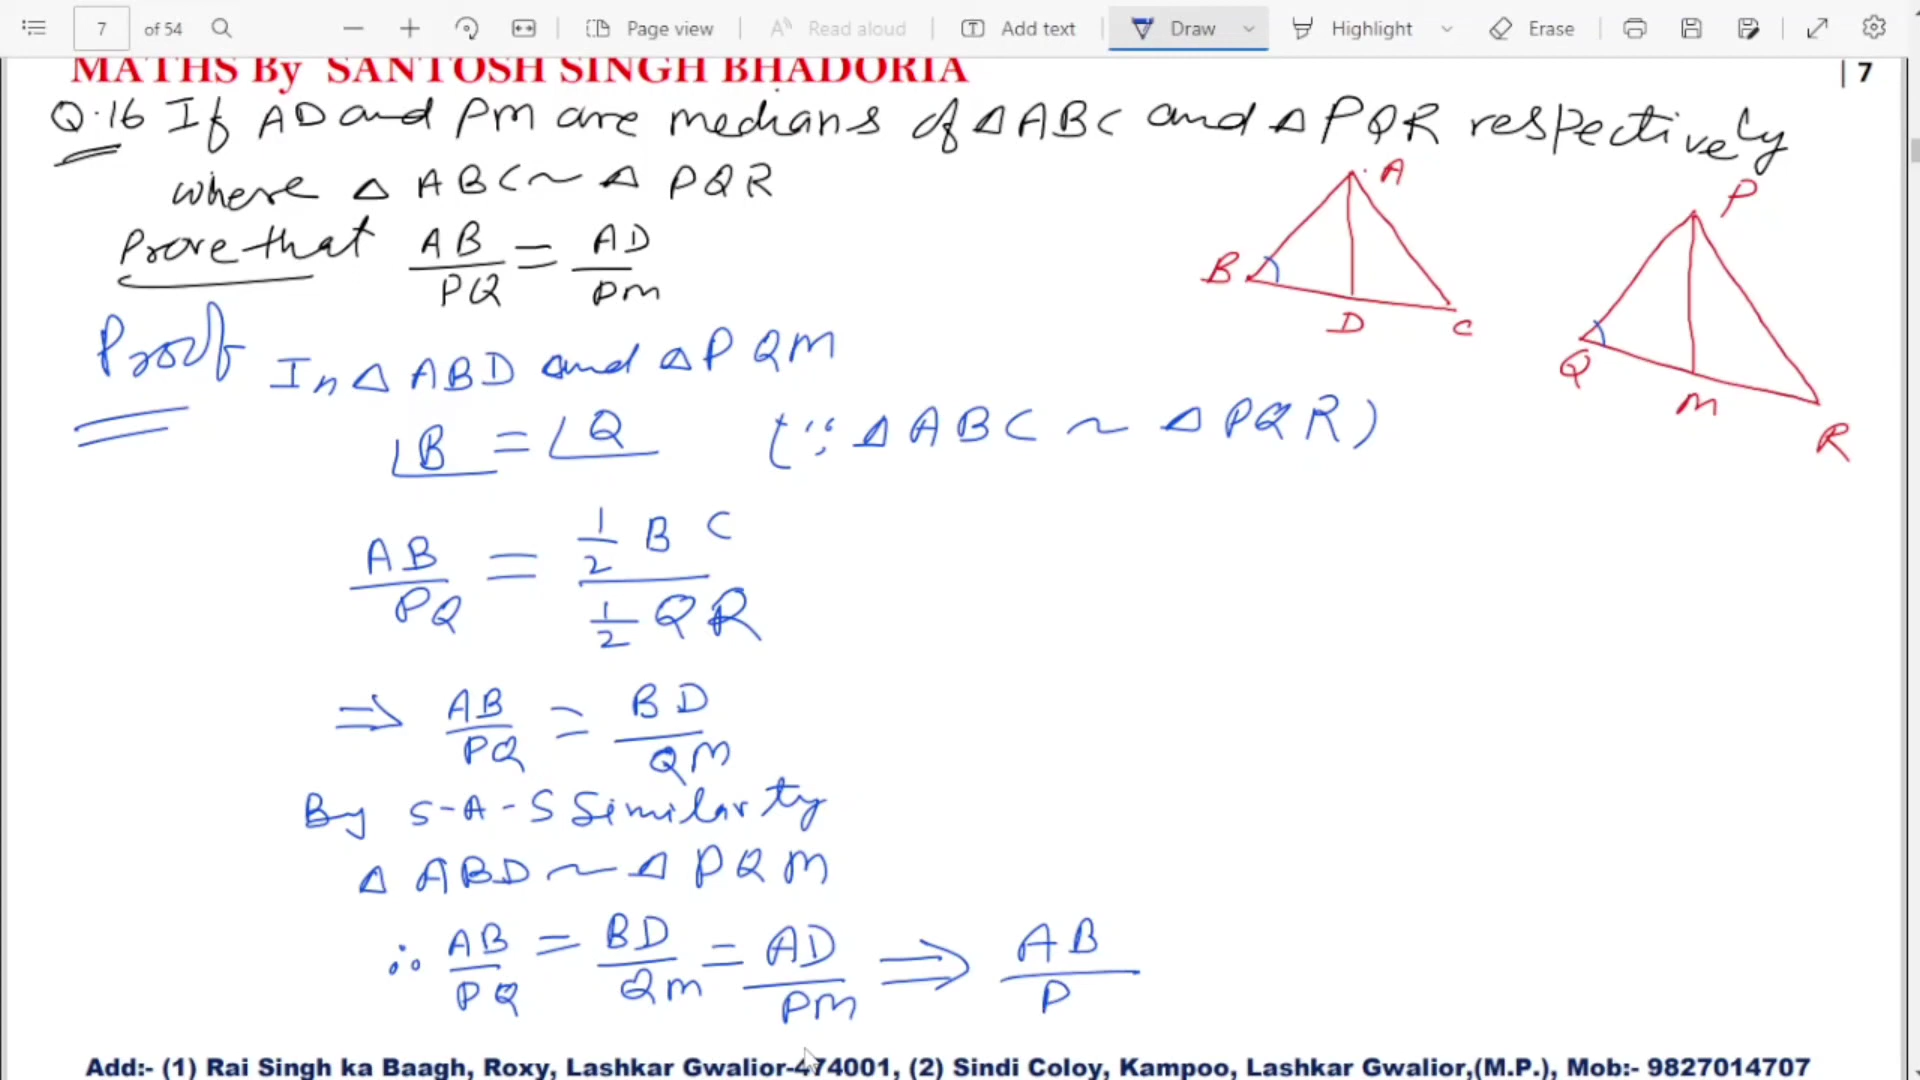 7 of 54 Page view Read aloud Add text Draw Highlight Erase
MATHS By SANTOSH SINGH BHADORIA | 7
Q.16 If AD and PM are medians of △ABC and △PQR respectively
where △ ABC ~ △ PQR
Prove that AB/PQ = AD/PM
A
B
D
C
P
Q
M
R
Proof
In △ ABD and △PQM
∠B = ∠Q (∵ △ABC ~ △PQR)
AB/PQ = 1/2 BC / 1/2 QR
⇒ AB/PQ = BD/QM
By S-A-S Similarity
△ ABD ~ △ PQM
∴ AB/PQ = BD/QM = AD/PM ⇒ AB/P
Add:- (1) Rai Singh ka Baagh, Roxy, Lashkar Gwalior-474001, (2) Sindi Coloy, Kampoo, Lashkar Gwalior,(M.P.), Mob:- 9827014707